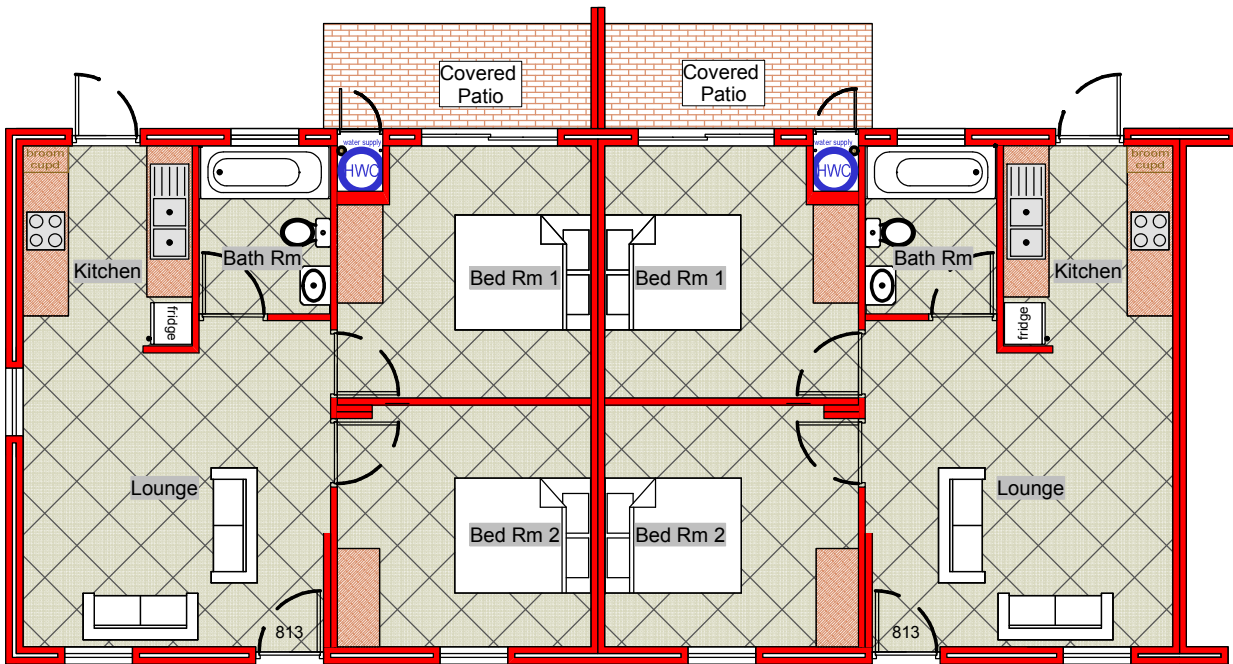 Covered
Patio
Covered
Patio
broom
cupd
water supply
HWC
water supply
HWC
broom
cupd
Kitchen
Bath Rm
Bed Rm 1
Bed Rm 1
Bath Rm
Kitchen
fridge
fridge
Lounge
Bed Rm 2
Bed Rm 2
Lounge
813
813